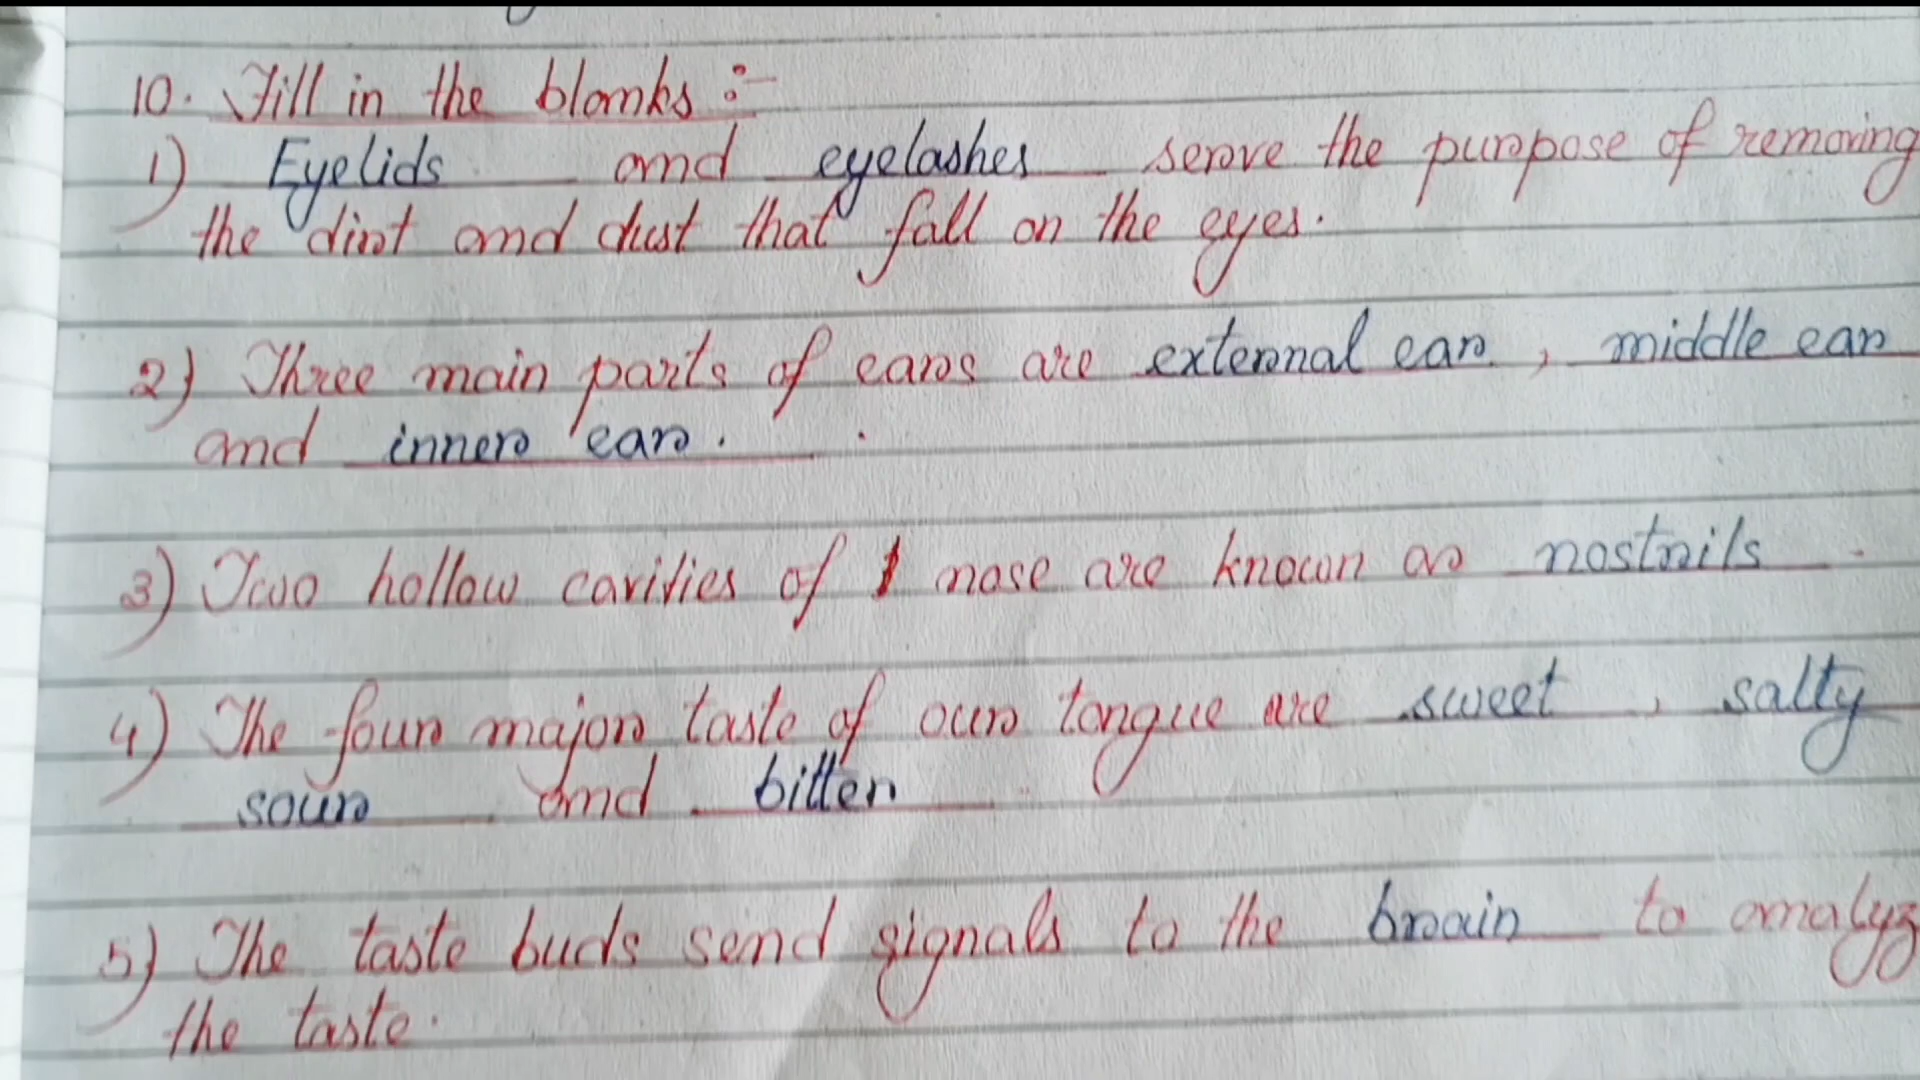 10. Fill in the blanks :-
1) Eyelids and eyelashes serve the purpose of removing
the dirt and dust that fall on the eyes.
2) Three main parts of ears are external ear, middle ear
and inner ear.
3) Two hollow cavities of nose are known as nostrils.
4) The four major taste of our tongue are sweet, salty
sour and bitter
5) The taste buds send signals to the brain to analyz
the taste.